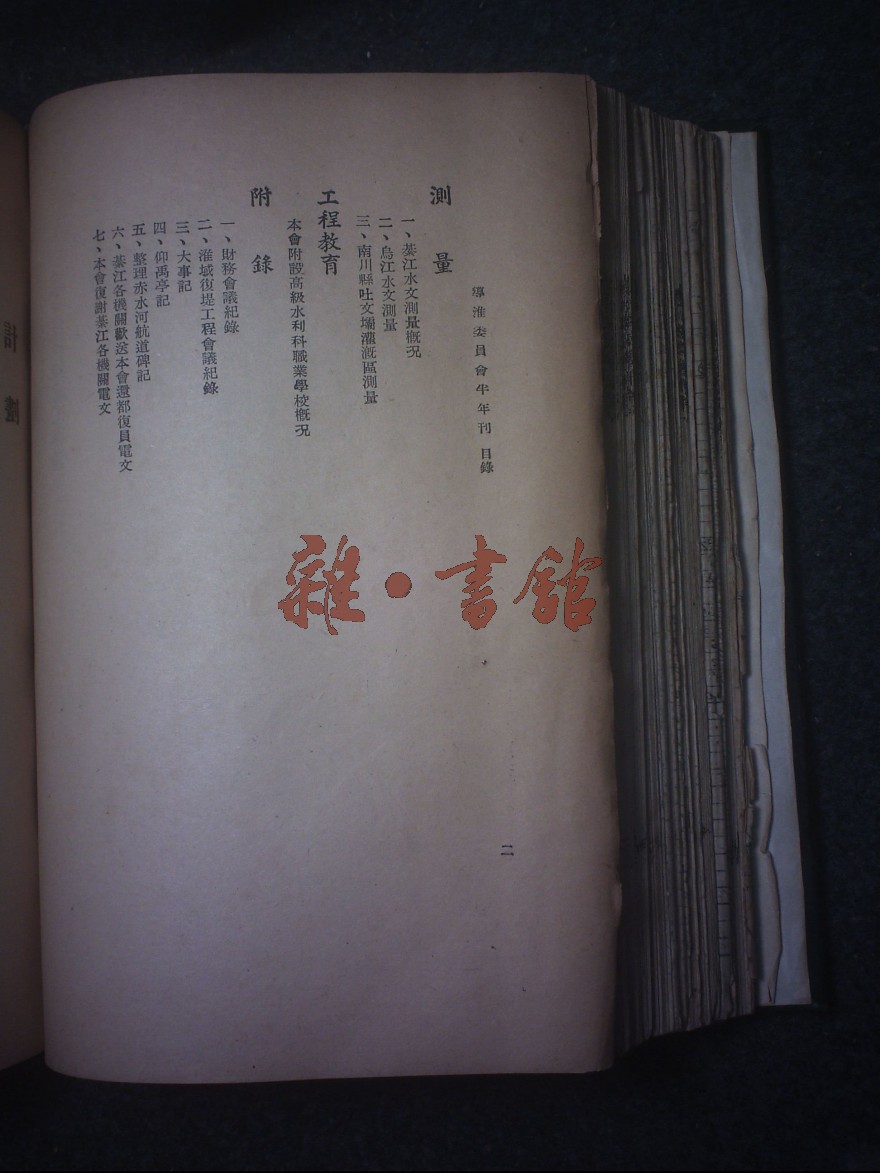 導淮委員會半年刊 目錄
測量
一、綦江水文測量概況
二、烏江水文測量
三、南川縣吐文壩灌溉區測量
工程教育
本會附設高級水利科職業學校概況
附錄
一、財務會議紀錄
二、淮域復堤工程會議紀錄
三、大事記
四、仰禹亭記
五、整理赤水河航道碑記
六、綦江各機關歡送本會還都復員電文
七、本會復謝綦江各機關電文
二
雜·書館